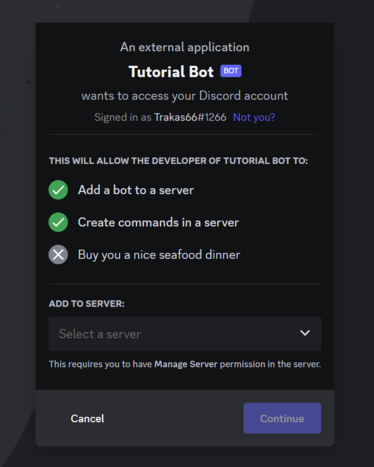 An external application
Tutorial Bot BOT
wants to access your Discord account
Signed in as Trakas66#1266 Not you?
THIS WILL ALLOW THE DEVELOPER OF TUTORIAL BOT TO:
Add a bot to a server
Create commands in a server
Buy you a nice seafood dinner
ADD TO SERVER:
Select a server
This requires you to have Manage Server permission in the server.
Cancel
Continue